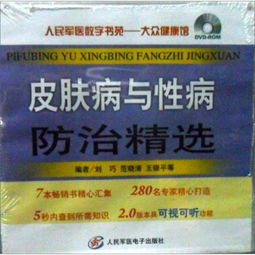 人民军医数字书苑——大众健康馆
DVD-ROM
PIFUBING YU XINGBING FANGZHI JINGXUAN
皮肤病与性病
防治精选
编者/刘 巧 范晓清 王晓平等
7本畅销书精心汇集 280名专家精心打造
5秒内查到所需知识 2.0版本具可视可听功能
人民军医电子出版社